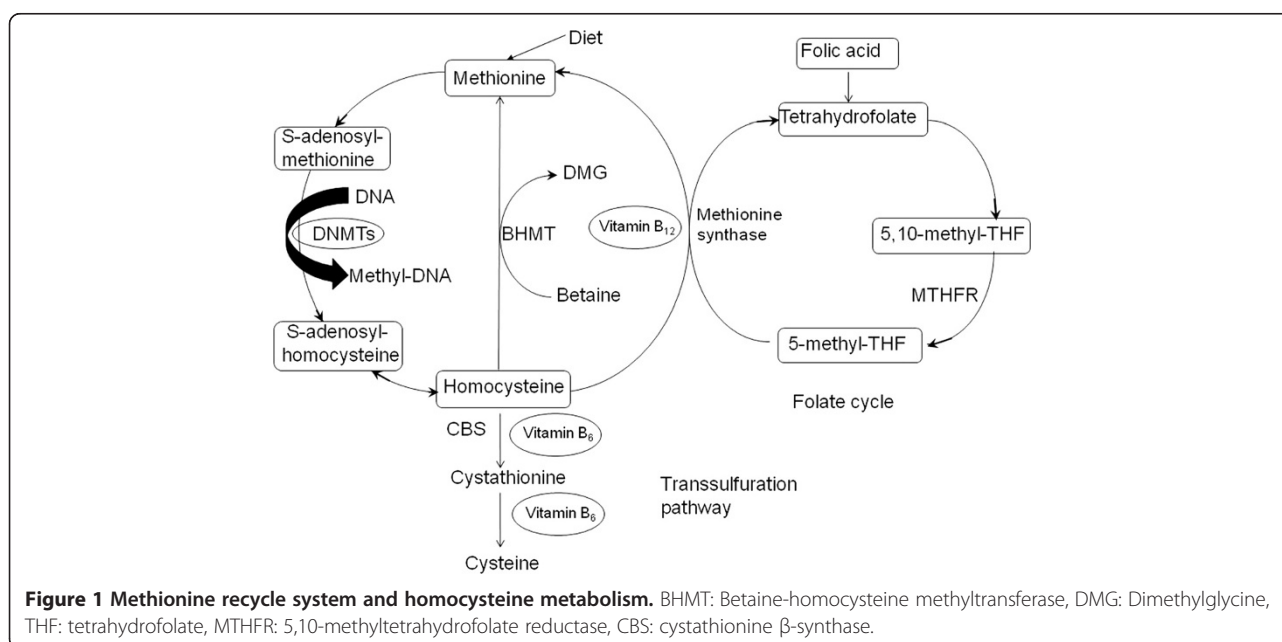 Diet
Methionine
Folic acid
Tetrahydrofolate
S-adenosyl-
methionine
DNA
DNMTs
Methyl-DNA
DMG
BHMT
Betaine
Vitamin B12
Methionine
synthase
5,10-methyl-THF
MTHFR
5-methyl-THF
Folate cycle
S-adenosyl-
homocysteine
Homocysteine
CBS
Vitamin B6
Cystathionine
Vitamin B6
Cysteine
Transsulfuration
pathway
Figure 1 Methionine recycle system and homocysteine metabolism. BHMT: Betaine-homocysteine methyltransferase, DMG: Dimethylglycine,
THF: tetrahydrofolate, MTHFR: 5,10-methyltetrahydrofolate reductase, CBS: cystathionine β-synthase.